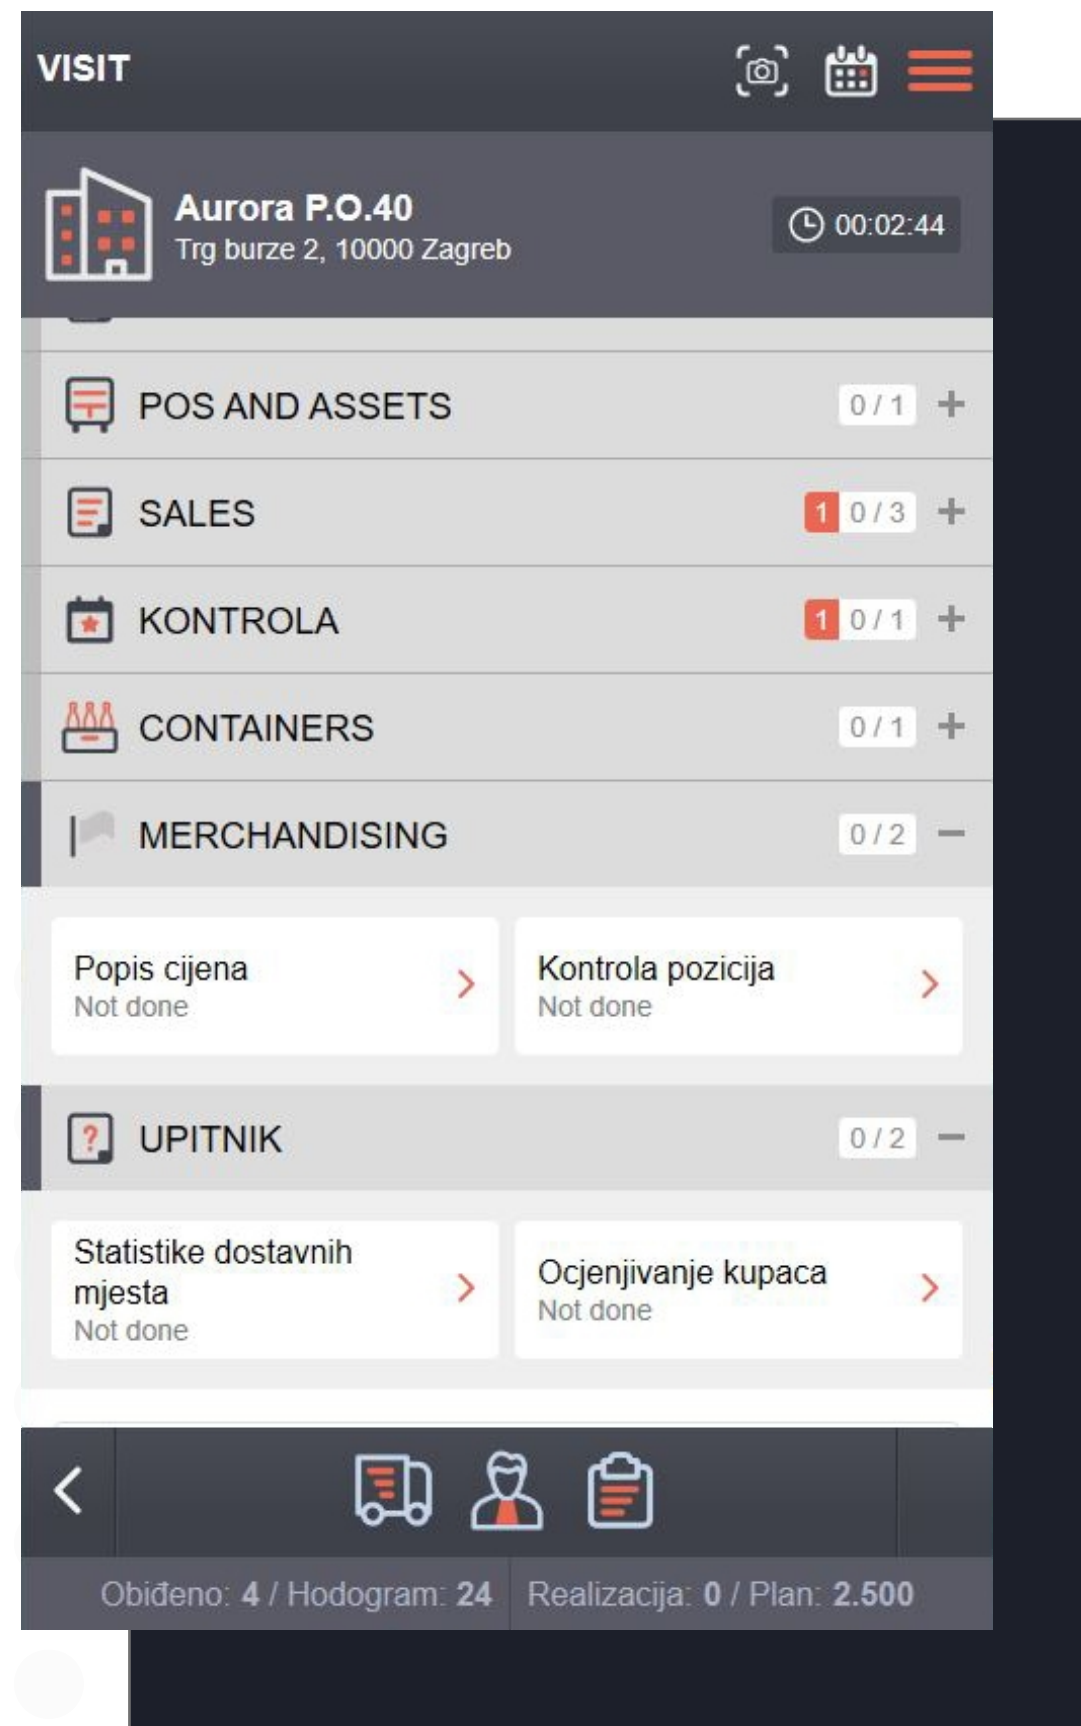 VISIT
Aurora P.O.40
Trg burze 2, 10000 Zagreb
00:02:44
POS AND ASSETS
0 / 1
SALES
1 0 / 3
KONTROLA
1 0 / 1
CONTAINERS
0 / 1
MERCHANDISING
0 / 2
Popis cijena
Not done
Kontrola pozicija
Not done
UPITNIK
0 / 2
Statistike dostavnih
mjesta
Not done
Ocjenjivanje kupaca
Not done
Obiđeno: 4 / Hodogram: 24
Realizacija: 0 / Plan: 2.500